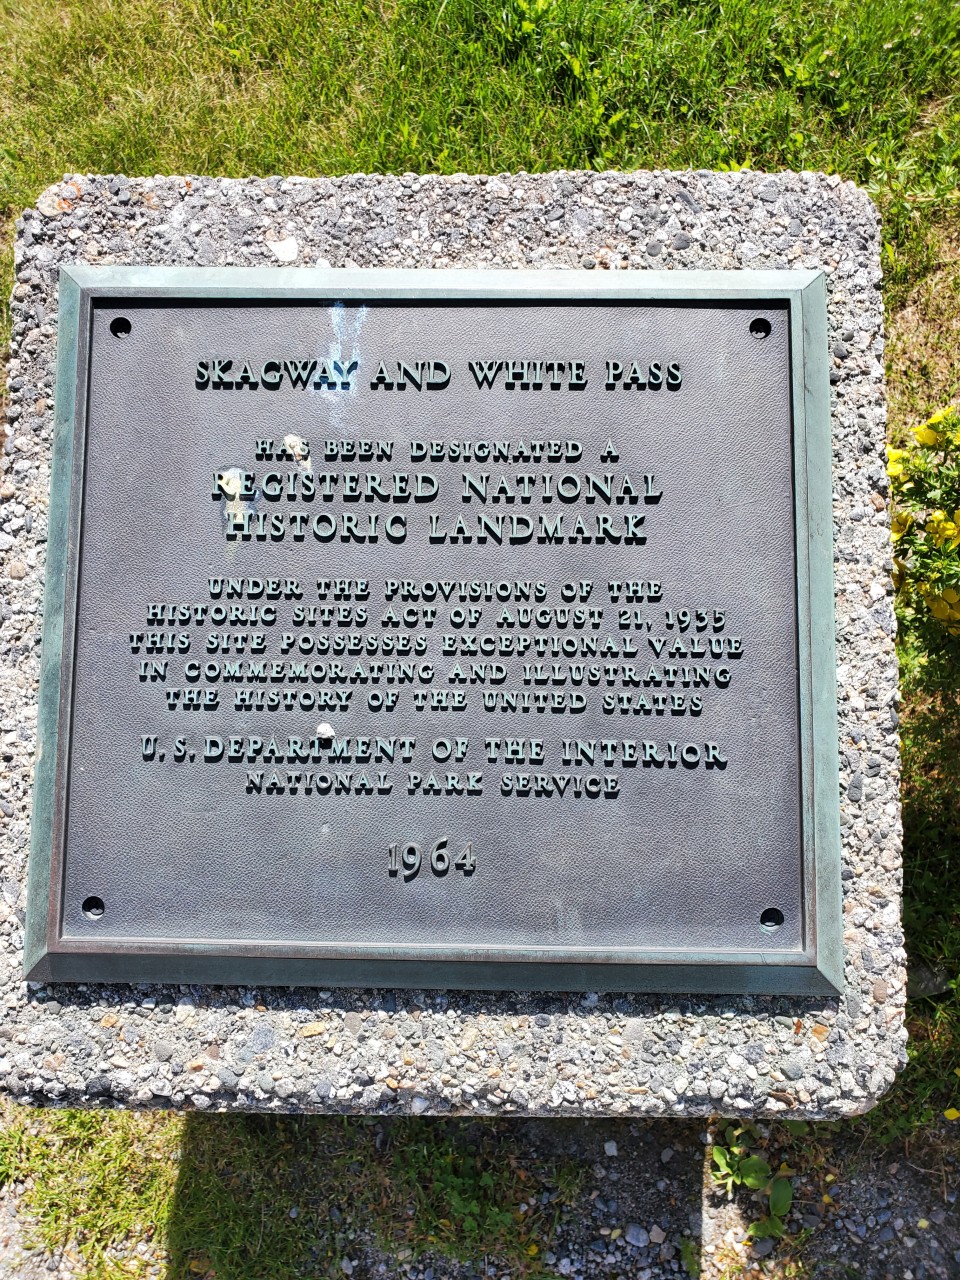 SKAGWAY AND WHITE PASS
HAS BEEN DESIGNATED A
REGISTERED NATIONAL
HISTORIC LANDMARK
UNDER THE PROVISIONS OF THE
HISTORIC SITES ACT OF AUGUST 21, 1935
THIS SITE POSSESSES EXCEPTIONAL VALUE
IN COMMEMORATING AND ILLUSTRATING
THE HISTORY OF THE UNITED STATES
U. S. DEPARTMENT OF THE INTERIOR
NATIONAL PARK SERVICE
1964